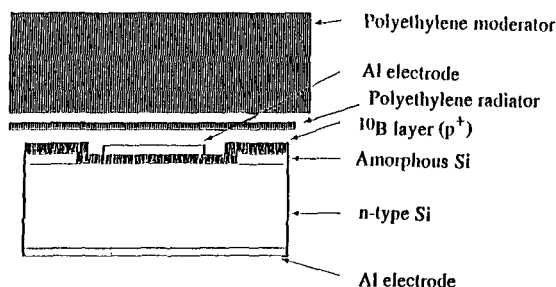 Polyethylene moderator
Al electrode
Polyethylene radiator
¹⁰B layer (p⁺)
Amorphous Si
n-type Si
Al electrode